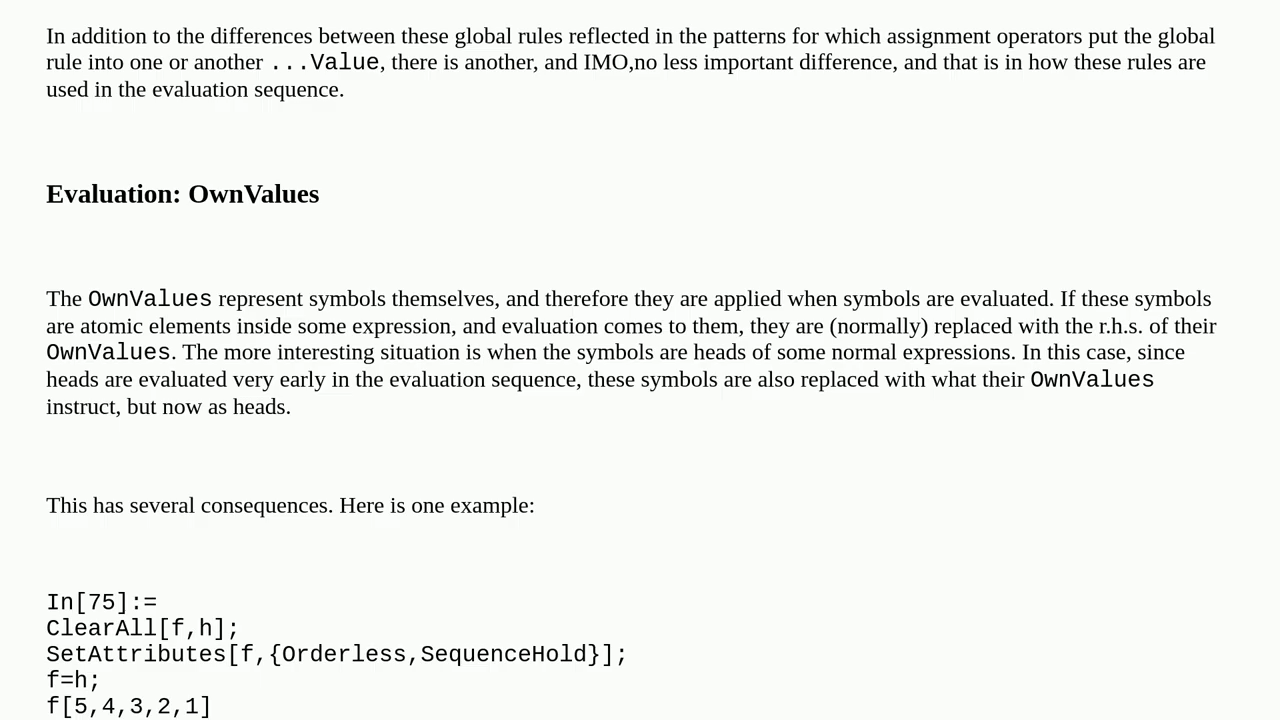 In addition to the differences between these global rules reflected in the patterns for which assignment operators put the global
rule into one or another ...Value, there is another, and IMO,no less important difference, and that is in how these rules are
used in the evaluation sequence.
Evaluation: OwnValues
The OwnValues represent symbols themselves, and therefore they are applied when symbols are evaluated. If these symbols
are atomic elements inside some expression, and evaluation comes to them, they are (normally) replaced with the r.h.s. of their
OwnValues. The more interesting situation is when the symbols are heads of some normal expressions. In this case, since
heads are evaluated very early in the evaluation sequence, these symbols are also replaced with what their OwnValues
instruct, but now as heads.
This has several consequences. Here is one example:
In[75]:=
ClearAll[f,h];
SetAttributes[f,{Orderless,SequenceHold}];
f=h;
f[5,4,3,2,1]